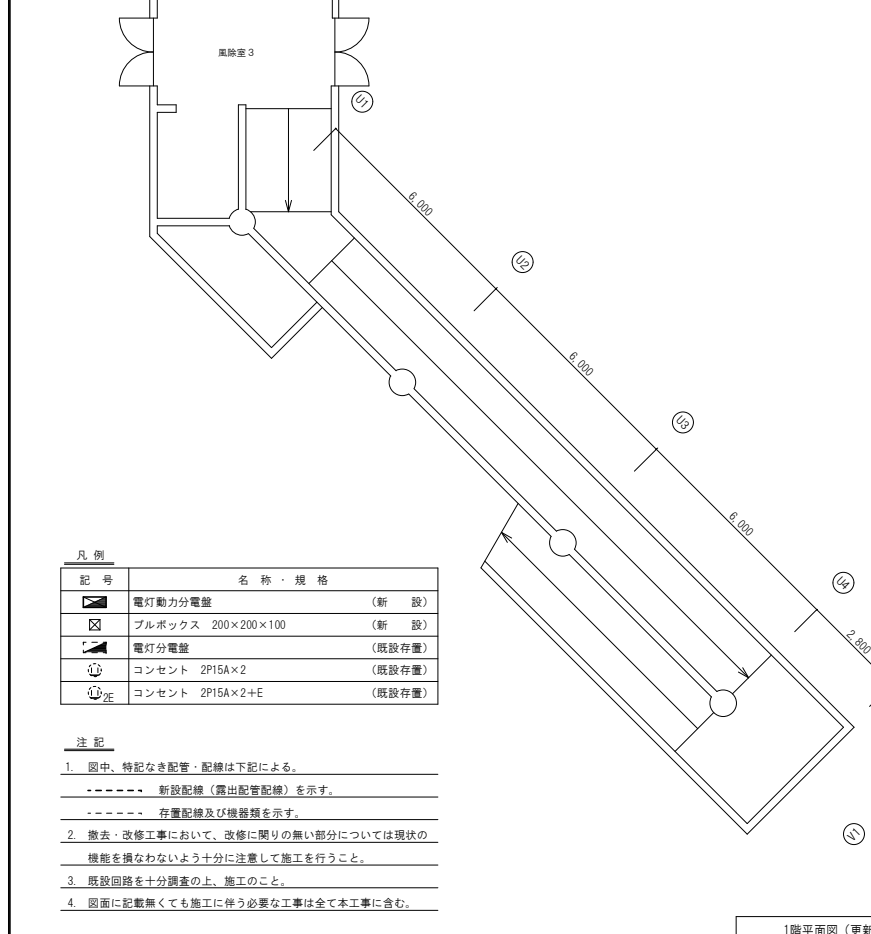 風除室3
U1
6,000
U2
6,000
U3
6,000
U4
2,800
V1
凡 例
記 号 名 称 ・ 規 格
電灯動力分電盤 (新 設)
プルボックス 200×200×100 (新 設)
電灯分電盤 (既設存置)
コンセント 2P15A×2 (既設存置)
2E コンセント 2P15A×2+E (既設存置)
注 記
1. 図中、特記なき配管・配線は下記による。
新設配線(露出配管配線)を示す。
存置配線及び機器類を示す。
2. 撤去・改修工事において、改修に関りの無い部分については現状の
機能を損なわないよう十分に注意して施工を行うこと。
3. 既設回路を十分調査の上、施工のこと。
4. 図面に記載無くても施工に伴う必要な工事は全て本工事に含む。
1階平面図(更新